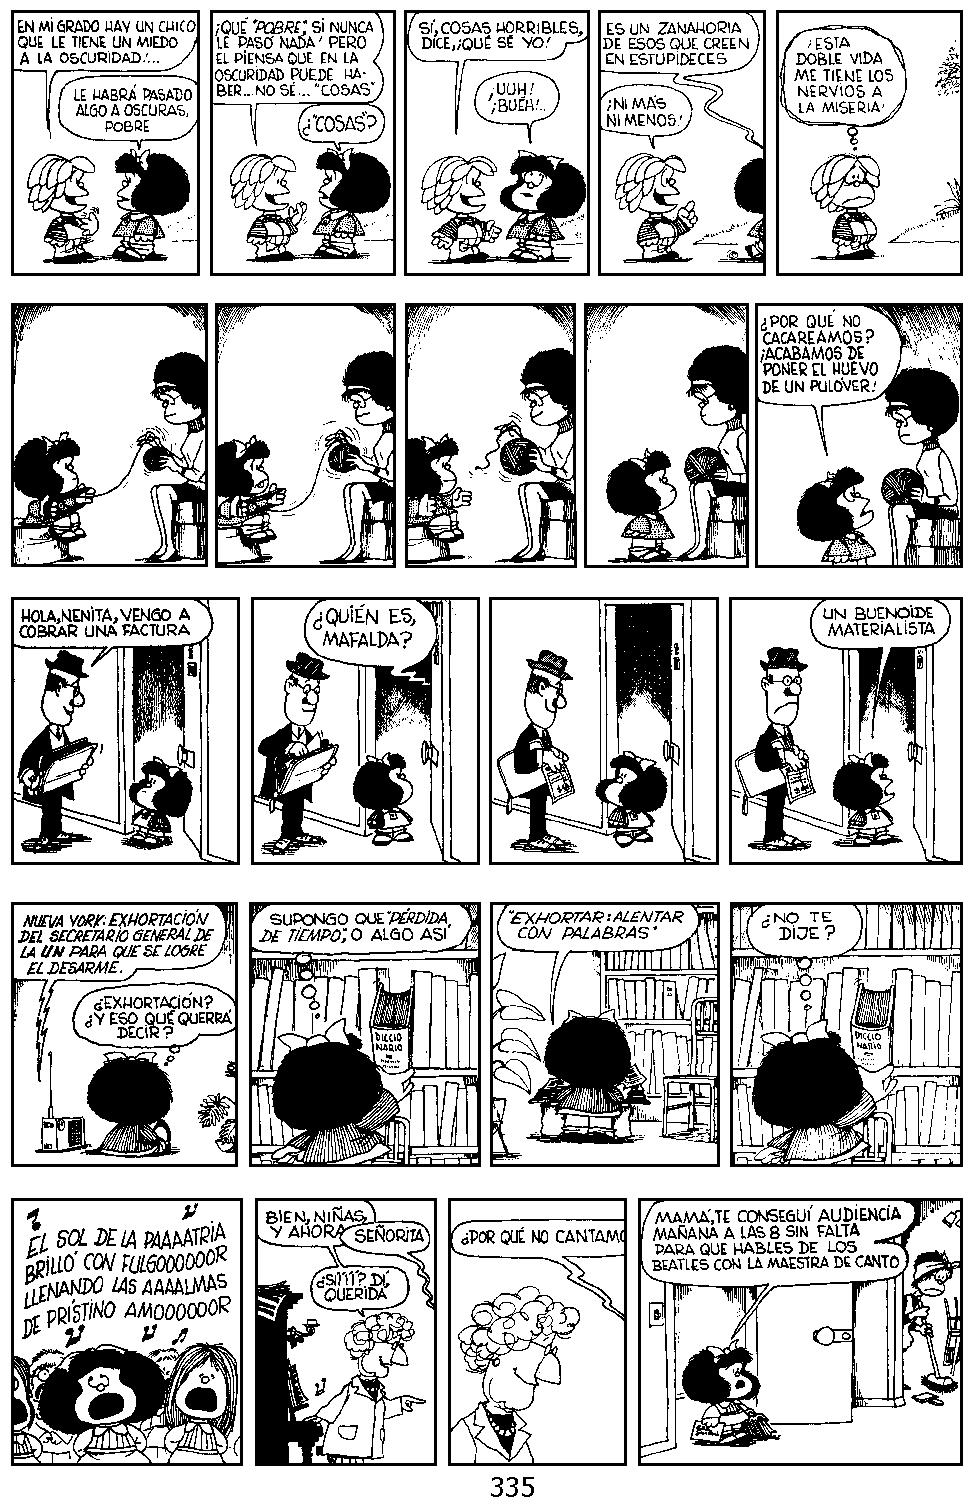 EN MI GRADO HAY UN CHICO
QUE LE TIENE UN MIEDO
A LA OSCURIDAD!...
LE HABRÁ PASADO
ALGO A OSCURAS,
POBRE
¡QUÉ "POBRE", SI NUNCA
LE PASÓ NADA! PERO
EL PIENSA QUE EN LA
OSCURIDAD PUEDE HA-
BER... NO SÉ... "COSAS"
¿"COSAS"?
SÍ, COSAS HORRIBLES,
DICE, ¡QUÉ SÉ YO!
¡UUH!
¡BUÉH!..
ES UN ZANAHORIA
DE ESOS QUE CREEN
EN ESTUPIDECES
¡NI MÁS
NI MENOS!
¡ESTA
DOBLE VIDA
ME TIENE LOS
NERVIOS A
LA MISERIA!
¿POR QUÉ NO
CACAREAMOS?
¡ACABAMOS DE
PONER EL HUEVO
DE UN PULÓVER!
HOLA, NENITA, VENGO A
COBRAR UNA FACTURA
¿QUIÉN ES,
MAFALDA?
UN BUENOIDE
MATERIALISTA
NUEVA YORK: EXHORTACIÓN
DEL SECRETARIO GENERAL DE
LA UN PARA QUE SE LOGRE
EL DESARME.
¿EXHORTACIÓN?
¿Y ESO QUÉ QUERRÁ
DECIR?
SUPONGO QUE "PÉRDIDA
DE TIEMPO", O ALGO ASÍ
DICCIO
NARIO
"EXHORTAR: ALENTAR
CON PALABRAS"
¿NO TE
DIJE?
DICCIO
NARIO
EL SOL DE LA PAAAATRIA
BRILLÓ CON FULGOOOOOOR
LLENANDO LAS AAAALMAS
DE PRÍSTINO AMOOOOOOR
BIEN, NIÑAS,
Y AHORA
SEÑORITA
¿SIIII? DÍ,
QUERIDA
¿POR QUÉ NO CANTAMO
MAMÁ, TE CONSEGUÍ AUDIENCIA
MAÑANA A LAS 8 SIN FALTA
PARA QUE HABLES DE LOS
BEATLES CON LA MAESTRA DE CANTO
335